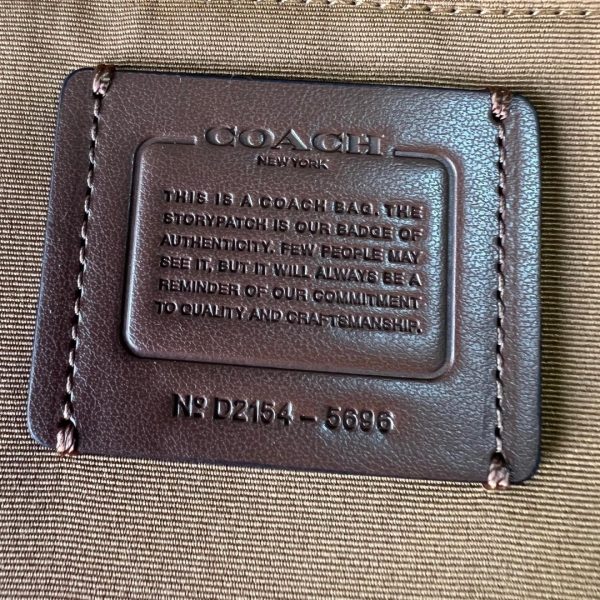 COACH
NEW YORK
THIS IS A COACH BAG. THE
STORYPATCH IS OUR BADGE OF
AUTHENTICITY. FEW PEOPLE MAY
SEE IT, BUT IT WILL ALWAYS BE A
REMINDER OF OUR COMMITMENT
TO QUALITY AND CRAFTSMANSHIP.
Nº D2154 – 5696